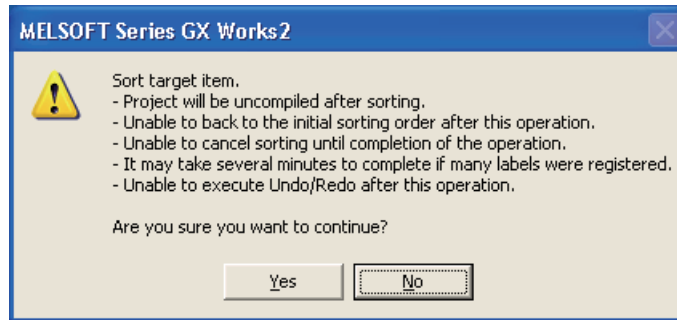 MELSOFT Series GX Works2
Sort target item.
- Project will be uncompiled after sorting.
- Unable to back to the initial sorting order after this operation.
- Unable to cancel sorting until completion of the operation.
- It may take several minutes to complete if many labels were registered.
- Unable to execute Undo/Redo after this operation.
Are you sure you want to continue?
Yes No